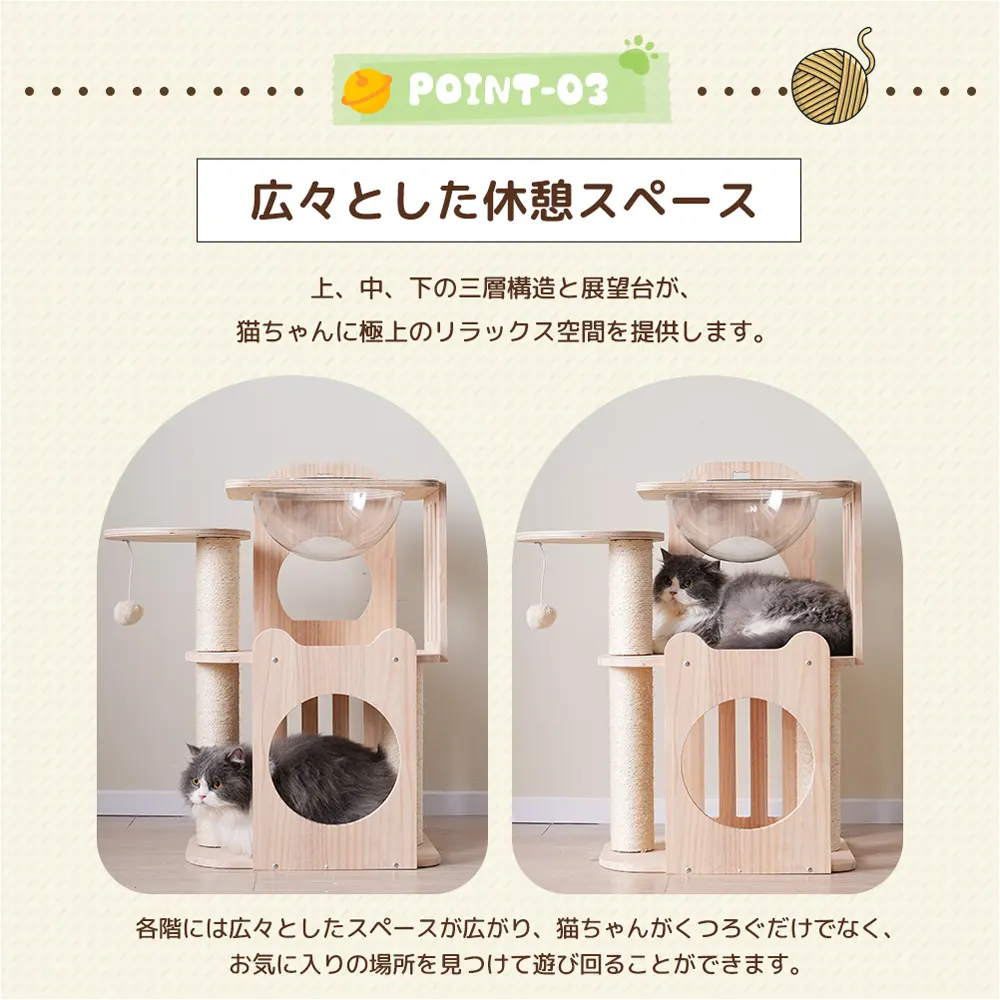 POINT-03
広々とした休憩スペース
上、中、下の三層構造と展望台が、
猫ちゃんに極上のリラックス空間を提供します。
各階には広々としたスペースが広がり、猫ちゃんがくつろぐだけでなく、
お気に入りの場所を見つけて遊び回ることができます。